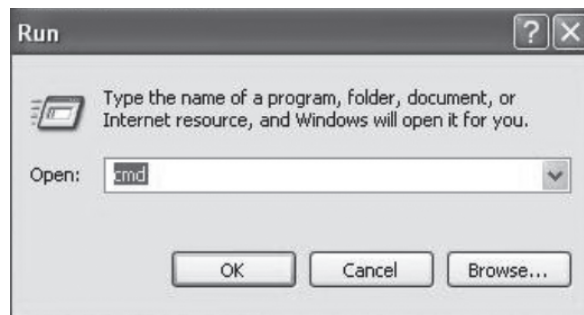 Run
Type the name of a program, folder, document, or
Internet resource, and Windows will open it for you.
Open: cmd
OK Cancel Browse...